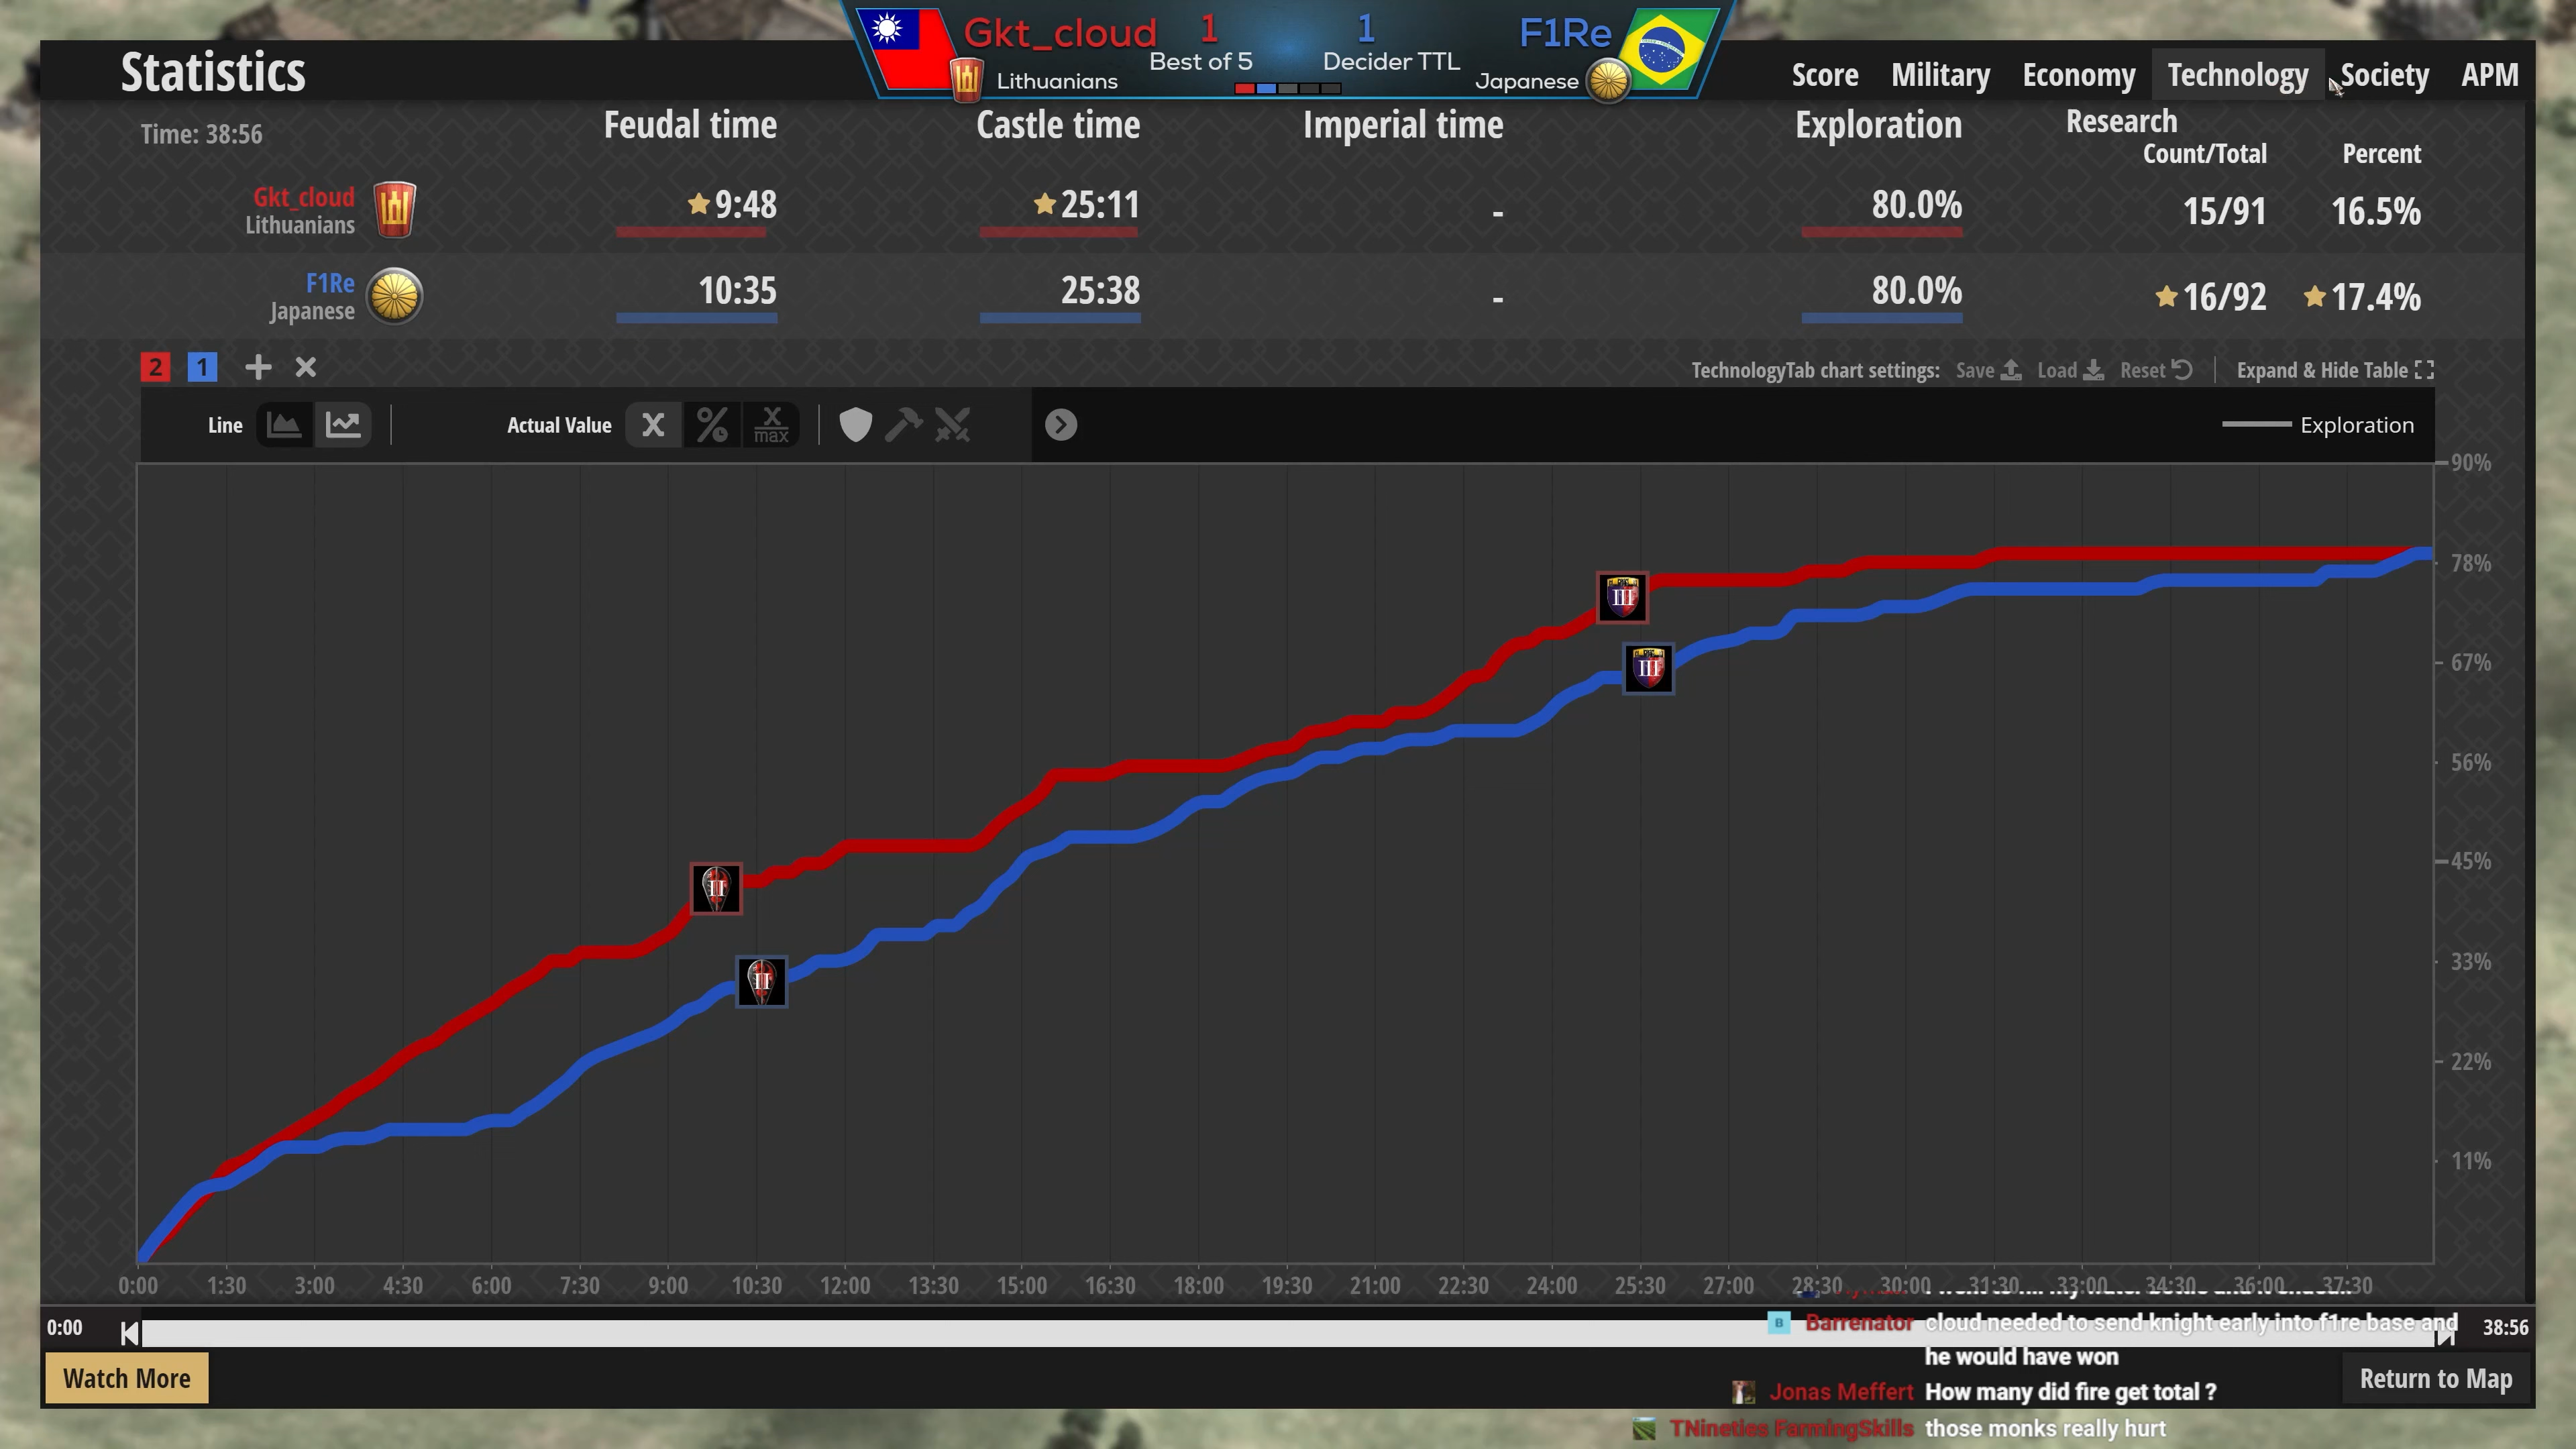 Gkt_cloud 1 1 F1Re
Best of 5 Decider TTL
Lithuanians Japanese
Statistics
Score Military Economy Technology Society APM
Time: 38:56
Feudal time Castle time Imperial time Exploration Research
Count/Total Percent
Gkt_cloud
Lithuanians
9:48 25:11 - 80.0% 15/91 16.5%
F1Re
Japanese
10:35 25:38 - 80.0% 16/92 17.4%
2 1
TechnologyTab chart settings: Save Load Reset Expand & Hide Table
Line Actual Value X % X max Exploration
90%
78%
67%
56%
45%
33%
22%
11%
III
III
II
II
0:00 1:30 3:00 4:30 6:00 7:30 9:00 10:30 12:00 13:30 15:00 16:30 18:00 19:30 21:00 22:30 24:00 25:30 27:00 28:30 30:00 31:30 33:00 34:30 36:00 37:30
0:00 38:56
B Barrenator cloud needed to send knight early into f1re base and
he would have won
Jonas Meffert How many did fire get total ?
TNineties FarmingSkills those monks really hurt
Watch More
Return to Map